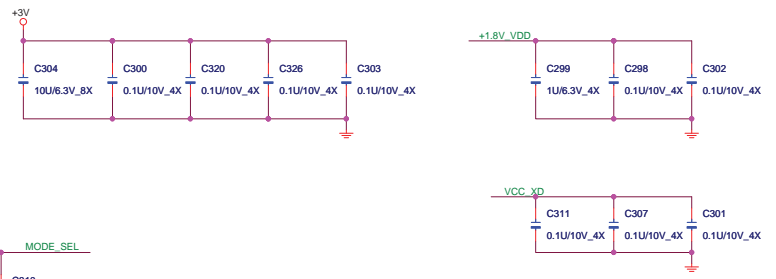 +3V
+1.8V_VDD
C304 C300 C320 C326 C303 C299 C298 C302
10U/6.3V_8X 0.1U/10V_4X 0.1U/10V_4X 0.1U/10V_4X 0.1U/10V_4X 1U/6.3V_4X 0.1U/10V_4X 0.1U/10V_4X
VCC_XD
C311 C307 C301
0.1U/10V_4X 0.1U/10V_4X 0.1U/10V_4X
MODE_SEL